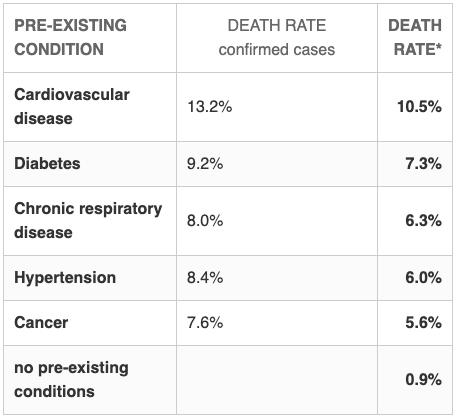 PRE-EXISTING DEATH RATE DEATH
CONDITION confirmed cases RATE*
Cardiovascular
disease 13.2% 10.5%
Diabetes 9.2% 7.3%
Chronic respiratory
disease 8.0% 6.3%
Hypertension 8.4% 6.0%
Cancer 7.6% 5.6%
no pre-existing
conditions 0.9%